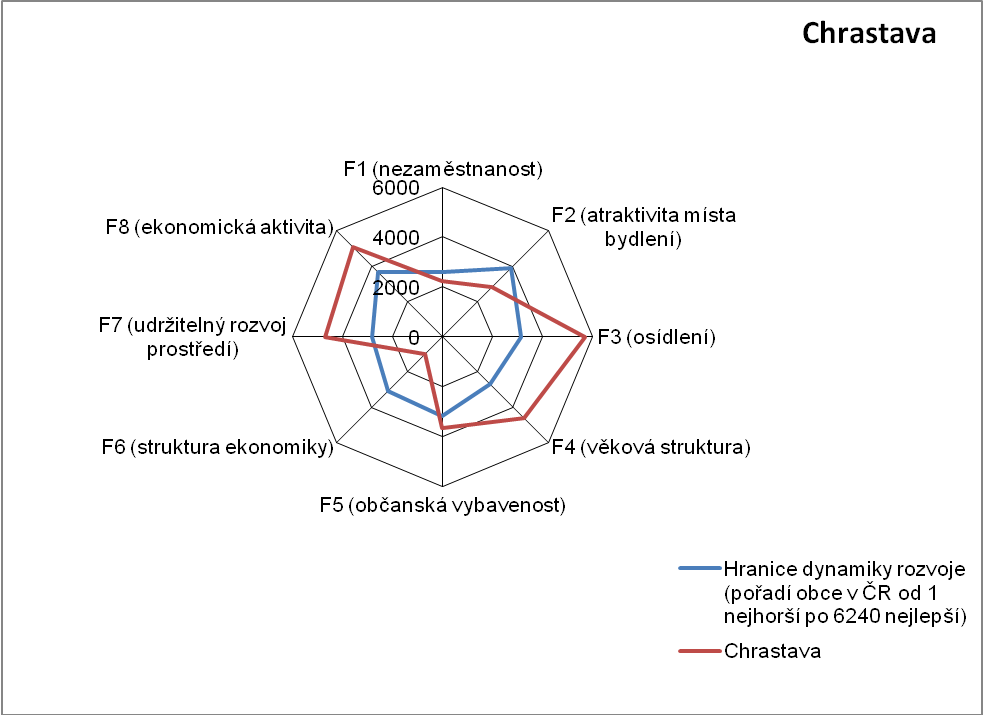 Chrastava
F1 (nezaměstnanost)
6000
F2 (atraktivita místa
bydlení)
F8 (ekonomická aktivita)
4000
2000
F7 (udržitelný rozvoj
prostředí)
0
F3 (osídlení)
F6 (struktura ekonomiky)
F4 (věková struktura)
F5 (občanská vybavenost)
Hranice dynamiky rozvoje
(pořadí obce v ČR od 1
nejhorší po 6240 nejlepší)
Chrastava